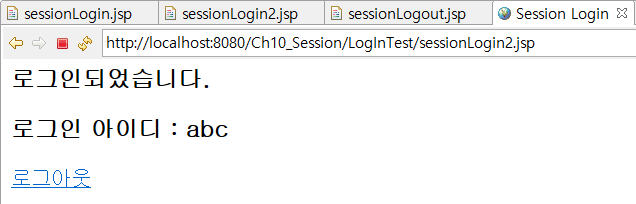 sessionLogin.jsp sessionLogin2.jsp sessionLogout.jsp Session Login
http://localhost:8080/Ch10_Session/LogInTest/sessionLogin2.jsp
로그인되었습니다.
로그인 아이디 : abc
로그아웃